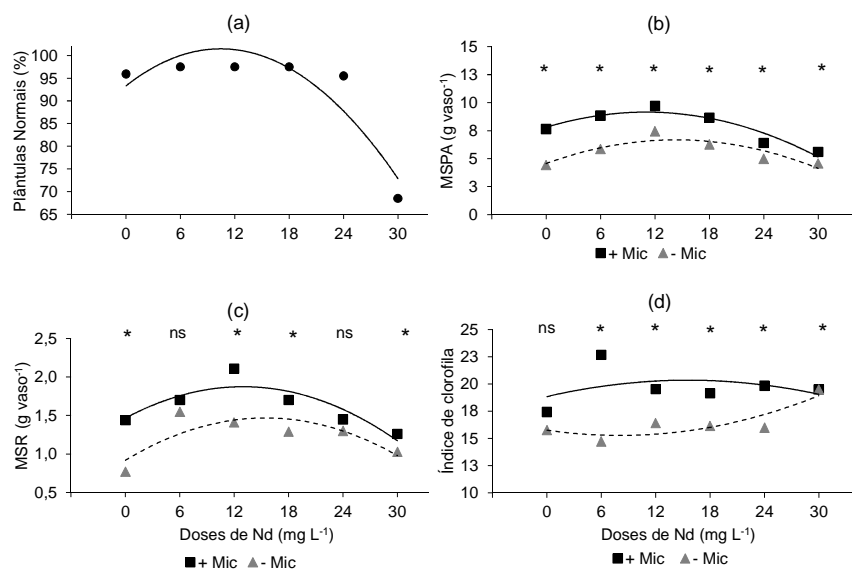 (a)
Plântulas Normais (%)
100
95
90
85
80
75
70
65
0 6 12 18 24 30
(b)
MSPA (g vaso-1)
15
13
10
8
5
3
0
* * * * * *
0 6 12 18 24 30
+ Mic - Mic
(c)
MSR (g vaso-1)
2,5
2,0
1,5
1,0
0,5
* ns * * ns *
0 6 12 18 24 30
Doses de Nd (mg L-1)
+ Mic - Mic
(d)
Índice de clorofila
25
23
20
18
15
13
10
ns * * * * *
0 6 12 18 24 30
Doses de Nd (mg L-1)
+ Mic - Mic